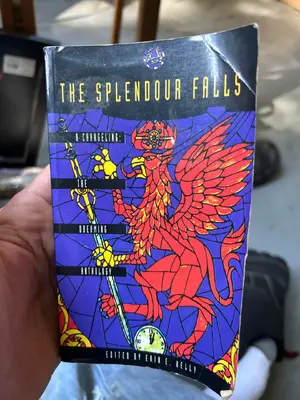 THE SPLENDOUR FALLS
A CHANGELING:
THE
DREAMING
ANTHOLOGY
EDITED BY ERIN E. KELLY